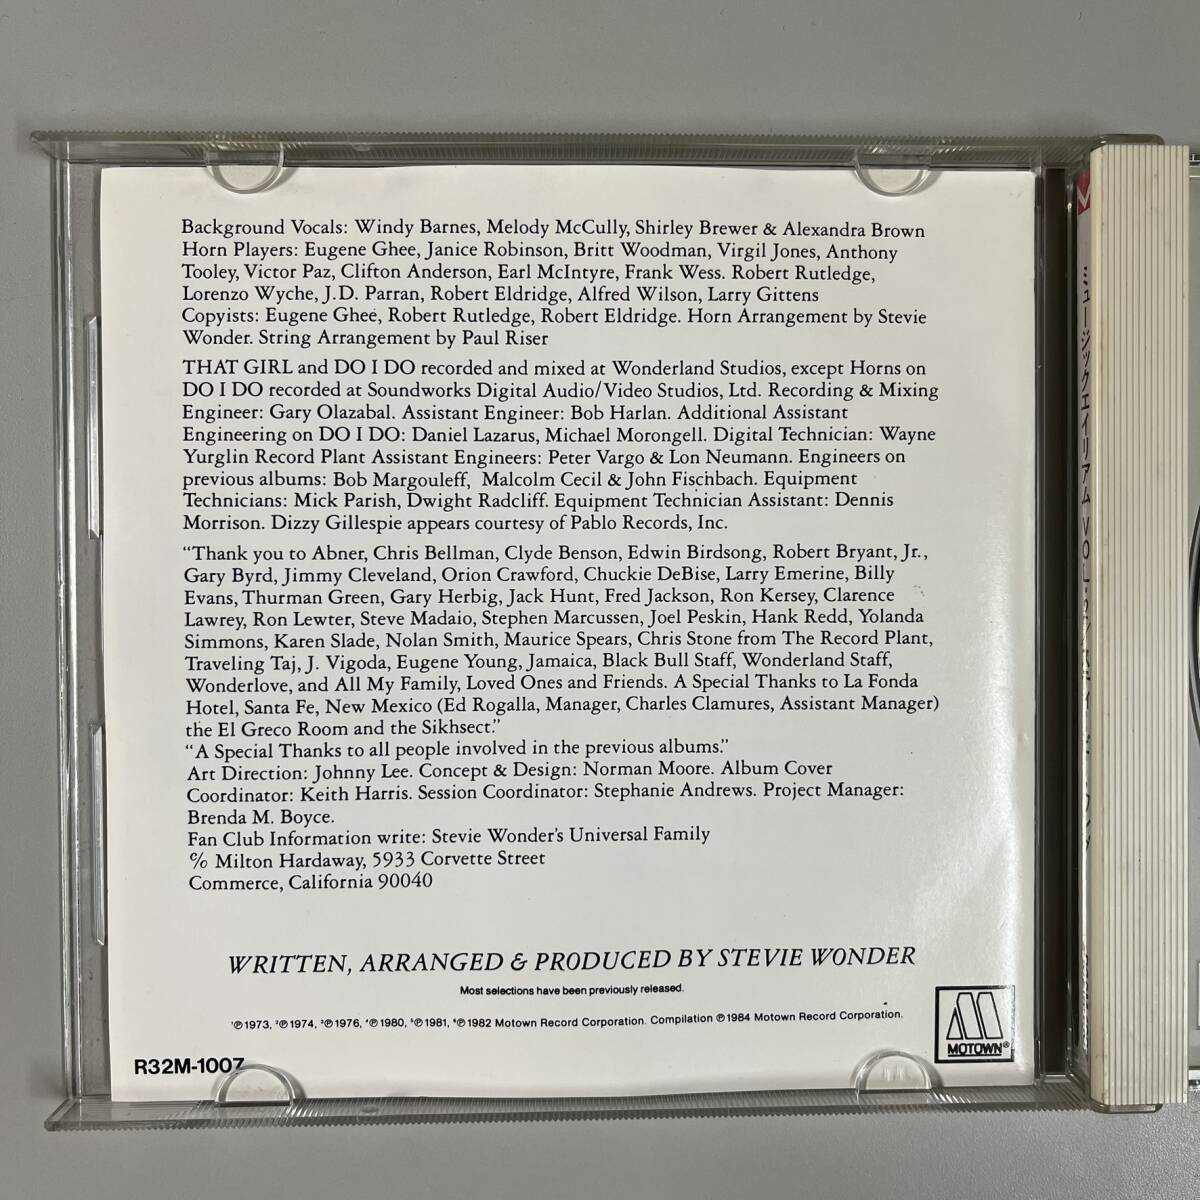 Background Vocals: Windy Barnes, Melody McCully, Shirley Brewer & Alexandra Brown
Horn Players: Eugene Ghee, Janice Robinson, Britt Woodman, Virgil Jones, Anthony
Tooley, Victor Paz, Clifton Anderson, Earl McIntyre, Frank Wess. Robert Rutledge,
Lorenzo Wyche, J.D. Parran, Robert Eldridge, Alfred Wilson, Larry Gittens
Copyists: Eugene Ghee, Robert Rutledge, Robert Eldridge. Horn Arrangement by Stevie
Wonder. String Arrangement by Paul Riser
THAT GIRL and DO I DO recorded and mixed at Wonderland Studios, except Horns on
DO I DO recorded at Soundworks Digital Audio/Video Studios, Ltd. Recording & Mixing
Engineer: Gary Olazabal. Assistant Engineer: Bob Harlan. Additional Assistant
Engineering on DO I DO: Daniel Lazarus, Michael Morongell. Digital Technician: Wayne
Yurglin Record Plant Assistant Engineers: Peter Vargo & Lon Neumann. Engineers on
previous albums: Bob Margouleff, Malcolm Cecil & John Fischbach. Equipment
Technicians: Mick Parish, Dwight Radcliff. Equipment Technician Assistant: Dennis
Morrison. Dizzy Gillespie appears courtesy of Pablo Records, Inc.
“Thank you to Abner, Chris Bellman, Clyde Benson, Edwin Birdsong, Robert Bryant, Jr.,
Gary Byrd, Jimmy Cleveland, Orion Crawford, Chuckie DeBise, Larry Emerine, Billy
Evans, Thurman Green, Gary Herbig, Jack Hunt, Fred Jackson, Ron Kersey, Clarence
Lawrey, Ron Lewter, Steve Madaio, Stephen Marcussen, Joel Peskin, Hank Redd, Yolanda
Simmons, Karen Slade, Nolan Smith, Maurice Spears, Chris Stone from The Record Plant,
Traveling Taj, J. Vigoda, Eugene Young, Jamaica, Black Bull Staff, Wonderland Staff,
Wonderlove, and All My Family, Loved Ones and Friends. A Special Thanks to La Fonda
Hotel, Santa Fe, New Mexico (Ed Rogalla, Manager, Charles Clamures, Assistant Manager)
the El Greco Room and the Sikhsect.”
“A Special Thanks to all people involved in the previous albums.”
Art Direction: Johnny Lee. Concept & Design: Norman Moore. Album Cover
Coordinator: Keith Harris. Session Coordinator: Stephanie Andrews. Project Manager:
Brenda M. Boyce.
Fan Club Information write: Stevie Wonder's Universal Family
℅ Milton Hardaway, 5933 Corvette Street
Commerce, California 90040
WRITTEN, ARRANGED & PRODUCED BY STEVIE WONDER
Most selections have been previously released.
¹℗1973, ²℗1974, ³℗1976, ⁴℗1980, ⁵℗1981, ⁶℗1982 Motown Record Corporation. Compilation ℗1984 Motown Record Corporation.
MOTOWN®
R32M-1007